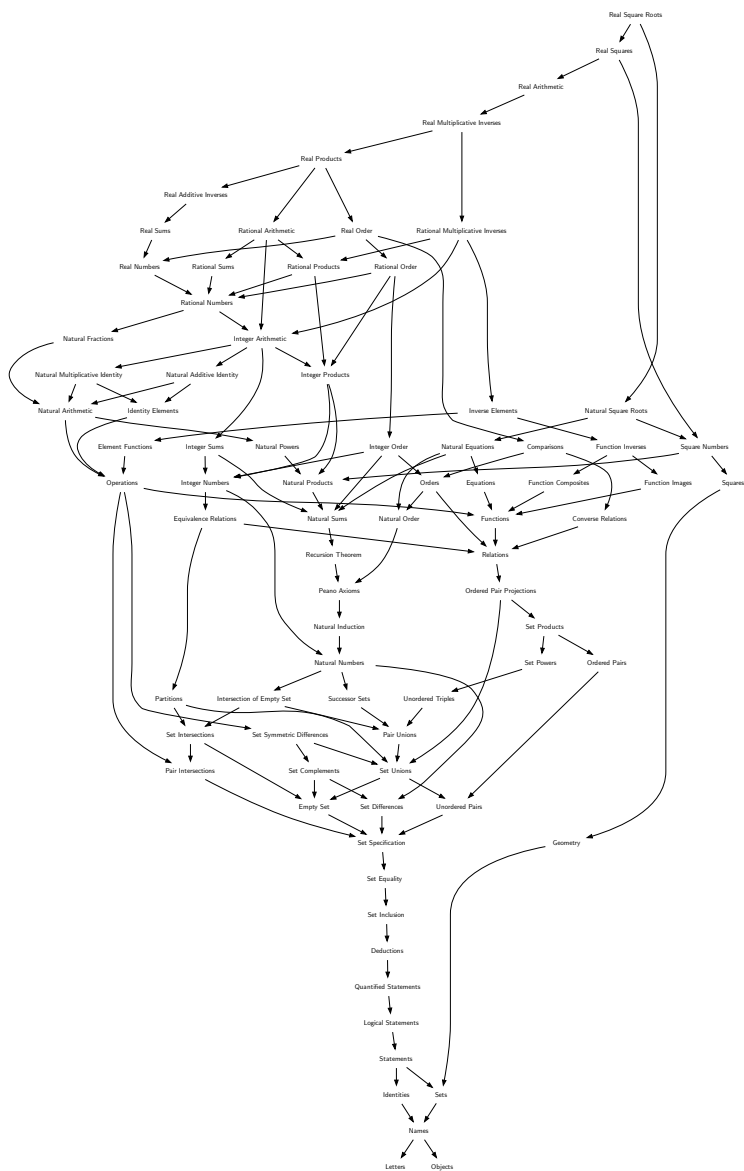 Real Square Roots
Real Squares
Real Arithmetic
Real Multiplicative Inverses
Real Products
Real Additive Inverses
Real Sums
Rational Arithmetic
Real Order
Rational Multiplicative Inverses
Real Numbers
Rational Sums
Rational Products
Rational Order
Rational Numbers
Natural Fractions
Integer Arithmetic
Natural Multiplicative Identity
Natural Additive Identity
Integer Products
Natural Arithmetic
Identity Elements
Inverse Elements
Natural Square Roots
Element Functions
Integer Sums
Natural Powers
Integer Order
Natural Equations
Comparisons
Function Inverses
Square Numbers
Operations
Integer Numbers
Natural Products
Orders
Equations
Function Composites
Function Images
Squares
Equivalence Relations
Natural Sums
Natural Order
Functions
Converse Relations
Recursion Theorem
Relations
Peano Axioms
Ordered Pair Projections
Natural Induction
Set Products
Natural Numbers
Set Powers
Ordered Pairs
Partitions
Intersection of Empty Set
Successor Sets
Unordered Triples
Set Intersections
Set Symmetric Differences
Pair Unions
Pair Intersections
Set Complements
Set Unions
Empty Set
Set Differences
Unordered Pairs
Set Specification
Geometry
Set Equality
Set Inclusion
Deductions
Quantified Statements
Logical Statements
Statements
Identities
Sets
Names
Letters
Objects